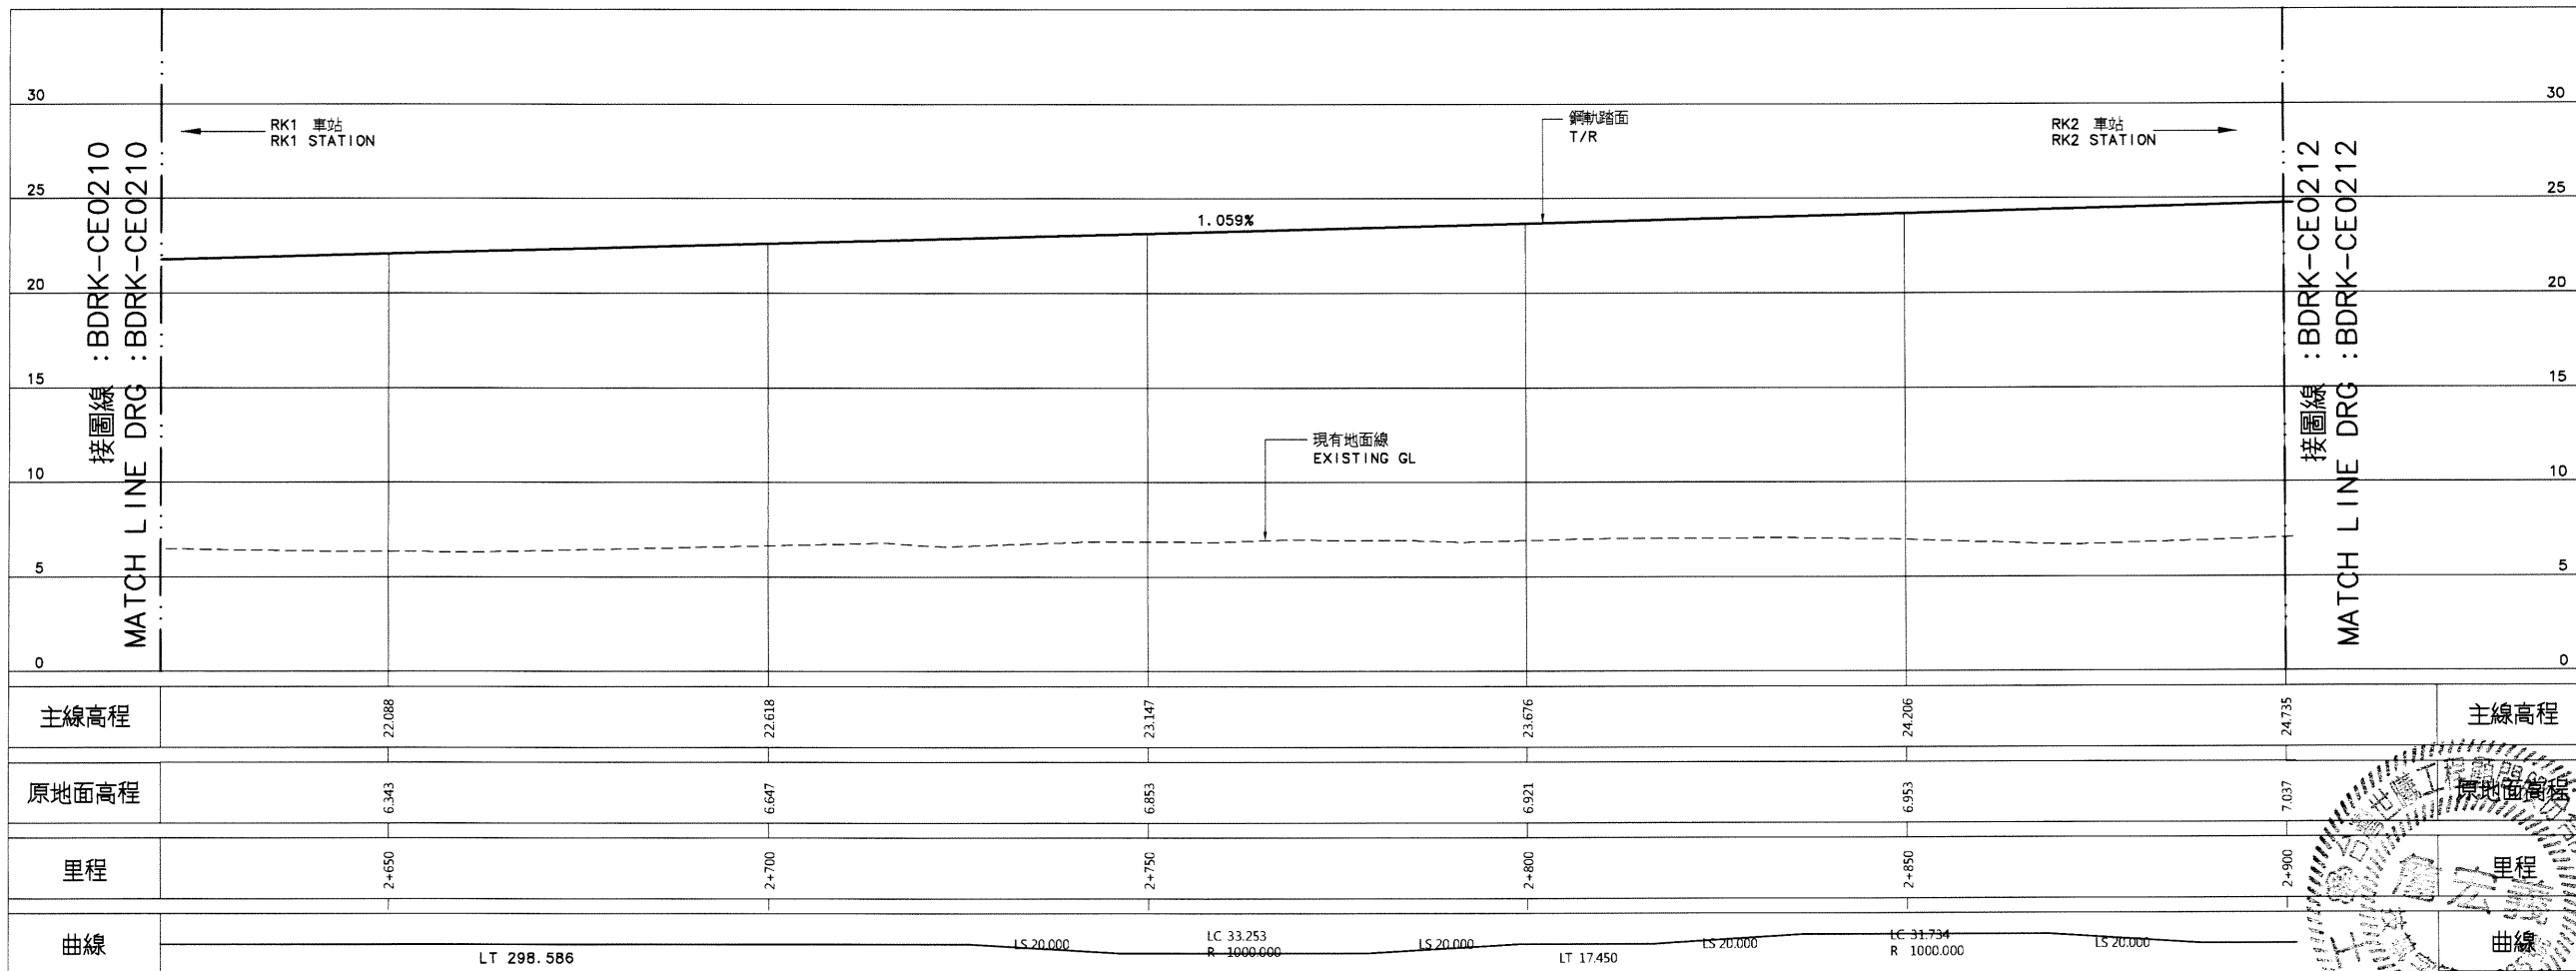 30
25
20
15
10
5
0
接圖線 :BDRK-CE0210
MATCH LINE DRG :BDRK-CE0210
RK1 車站
RK1 STATION
1.059%
鋼軌踏面
T/R
現有地面線
EXISTING GL
RK2 車站
RK2 STATION
接圖線 :BDRK-CE0212
MATCH LINE DRG :BDRK-CE0212
30
25
20
15
10
5
0
主線高程 22.088 22.618 23.147 23.676 24.206 24.735 主線高程
原地面高程 6.343 6.647 6.853 6.921 6.953 7.037 原地面高程
里程 2+650 2+700 2+750 2+800 2+850 2+900 里程
曲線 LT 298.586 LS 20.000 LC 33.253 R 1000.000 LS 20.000 LT 17.450 LS 20.000 LC 31.734 R 1000.000 LS 20.000 曲線